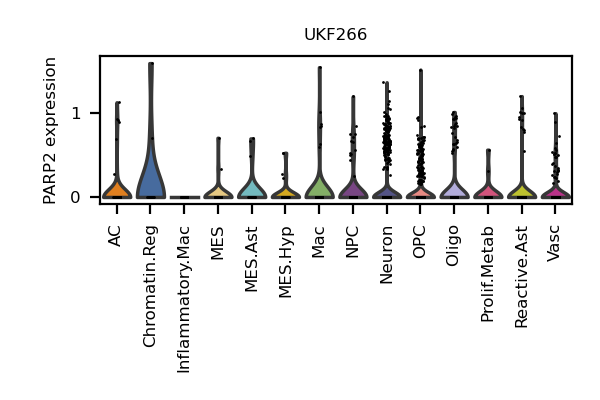 UKF266
PARP2 expression
1
0
AC
Chromatin.Reg
Inflammatory.Mac
MES
MES.Ast
MES.Hyp
Mac
NPC
Neuron
OPC
Oligo
Prolif.Metab
Reactive.Ast
Vasc